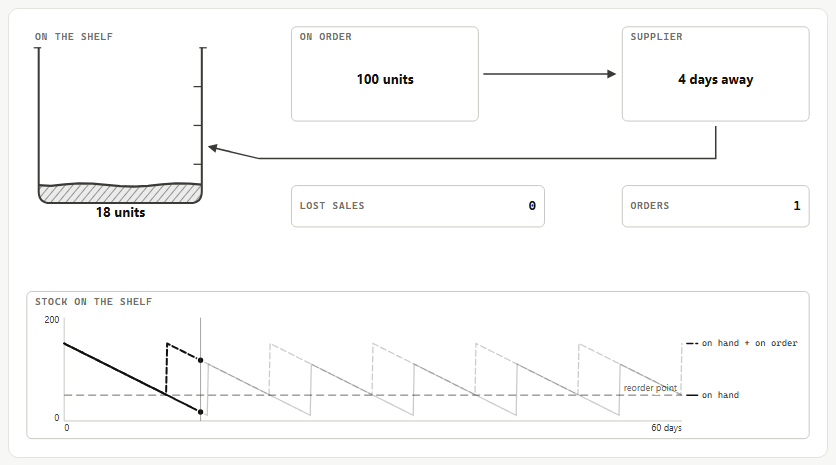 ON THE SHELF
18 units
ON ORDER
100 units
SUPPLIER
4 days away
LOST SALES 0
ORDERS 1
STOCK ON THE SHELF
200
0
0
60 days
reorder point
on hand + on order
on hand